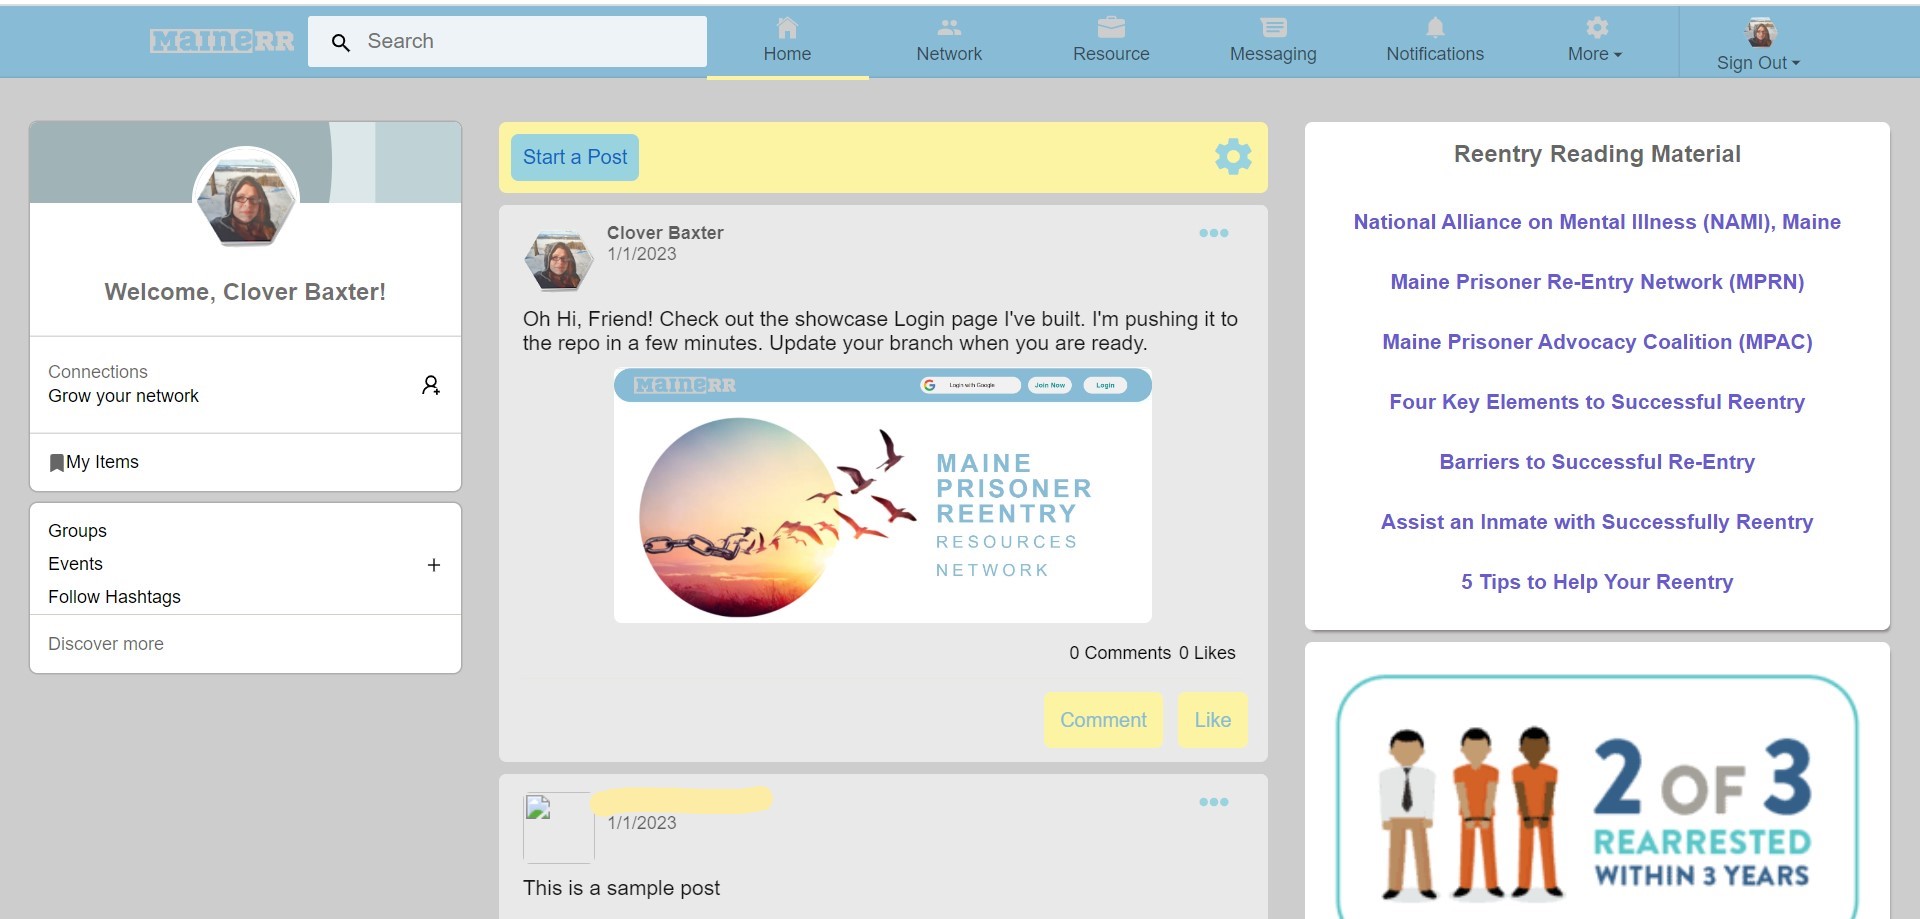 MaineRR
Search
Home
Network
Resource
Messaging
Notifications
More
Sign Out
Welcome, Clover Baxter!
Connections
Grow your network
My Items
Groups
Events
Follow Hashtags
Discover more
Start a Post
Clover Baxter
1/1/2023
Oh Hi, Friend! Check out the showcase Login page I've built. I'm pushing it to
the repo in a few minutes. Update your branch when you are ready.
MaineRR
Login with Google
Join Now
Login
MAINE
PRISONER
REENTRY
RESOURCES
NETWORK
0 Comments 0 Likes
Comment
Like
1/1/2023
This is a sample post
Reentry Reading Material
National Alliance on Mental Illness (NAMI), Maine
Maine Prisoner Re-Entry Network (MPRN)
Maine Prisoner Advocacy Coalition (MPAC)
Four Key Elements to Successful Reentry
Barriers to Successful Re-Entry
Assist an Inmate with Successfully Reentry
5 Tips to Help Your Reentry
2 OF 3
REARRESTED
WITHIN 3 YEARS